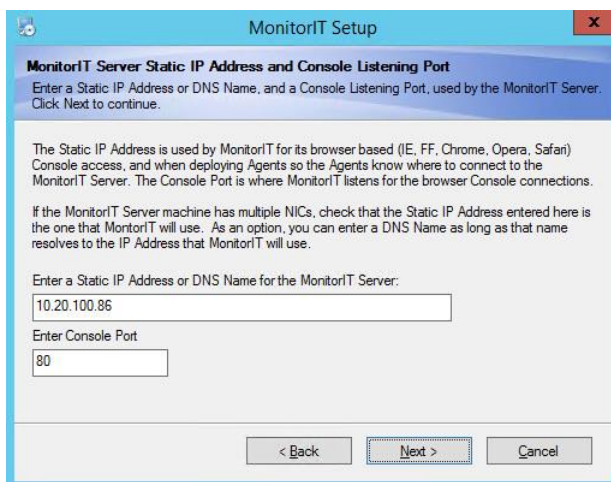 MonitorIT Setup
x
MonitorIT Server Static IP Address and Console Listening Port
Enter a Static IP Address or DNS Name, and a Console Listening Port, used by the MonitorIT Server.
Click Next to continue.
The Static IP Address is used by MonitorIT for its browser based (IE, FF, Chrome, Opera, Safari)
Console access, and when deploying Agents so the Agents know where to connect to the
MonitorIT Server. The Console Port is where MonitorIT listens for the browser Console connections.
If the MonitorIT Server machine has multiple NICs, check that the Static IP Address entered here is
the one that MontorIT will use. As an option, you can enter a DNS Name as long as that name
resolves to the IP Address that MonitorIT will use.
Enter a Static IP Address or DNS Name for the MonitorIT Server:
10.20.100.86
Enter Console Port
80
< Back Next > Cancel